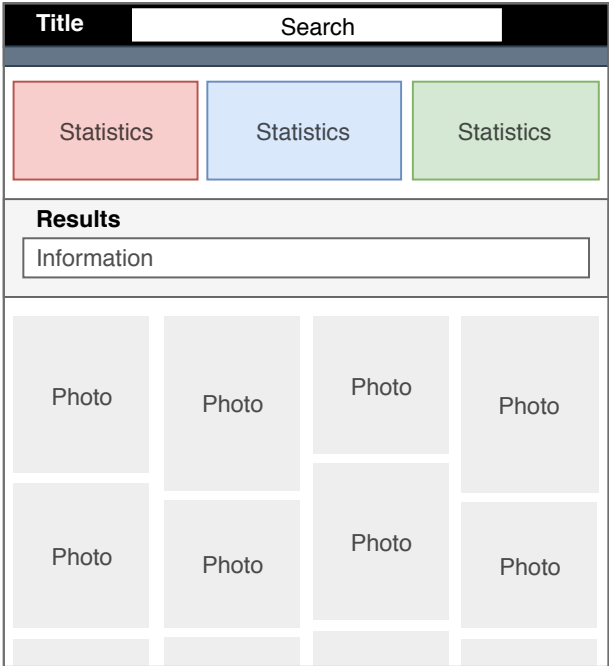 Title
Search
Statistics
Statistics
Statistics
Results
Information
Photo
Photo
Photo
Photo
Photo
Photo
Photo
Photo